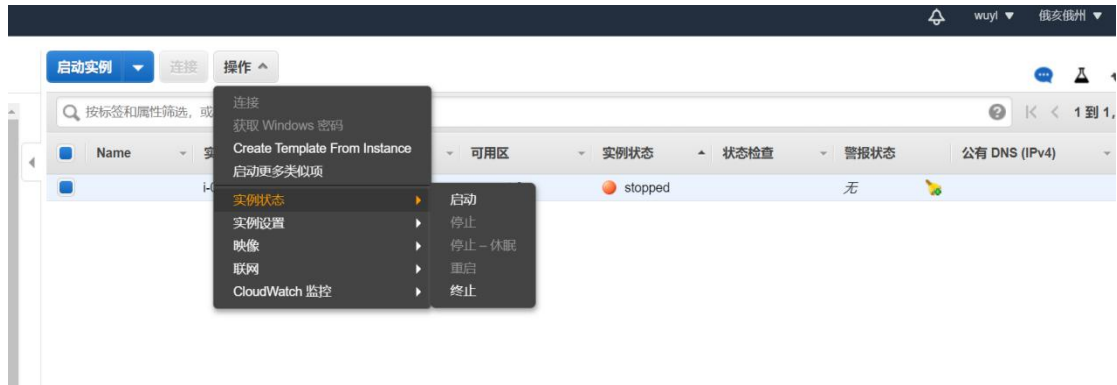 wuyl 俄亥俄州
启动实例 连接 操作
按标签和属性筛选，或
1 到 1,
连接
获取 Windows 密码
Create Template From Instance
启动更多类似项
实例状态
实例设置
映像
联网
CloudWatch 监控
启动
停止
停止 – 休眠
重启
终止
Name 可用区 实例状态 状态检查 警报状态 公有 DNS (IPv4)
stopped 无